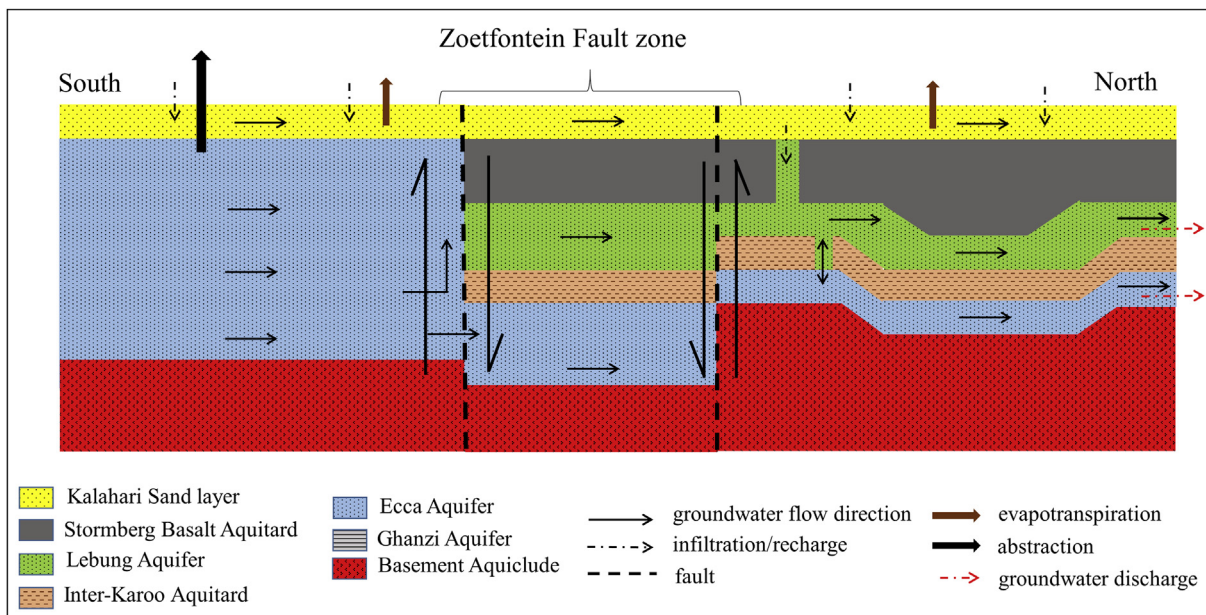 Zoetfontein Fault zone
South
North
Kalahari Sand layer
Stormberg Basalt Aquitard
Lebung Aquifer
Inter-Karoo Aquitard
Ecca Aquifer
Ghanzi Aquifer
Basement Aquiclude
groundwater flow direction
infiltration/recharge
fault
evapotranspiration
abstraction
groundwater discharge